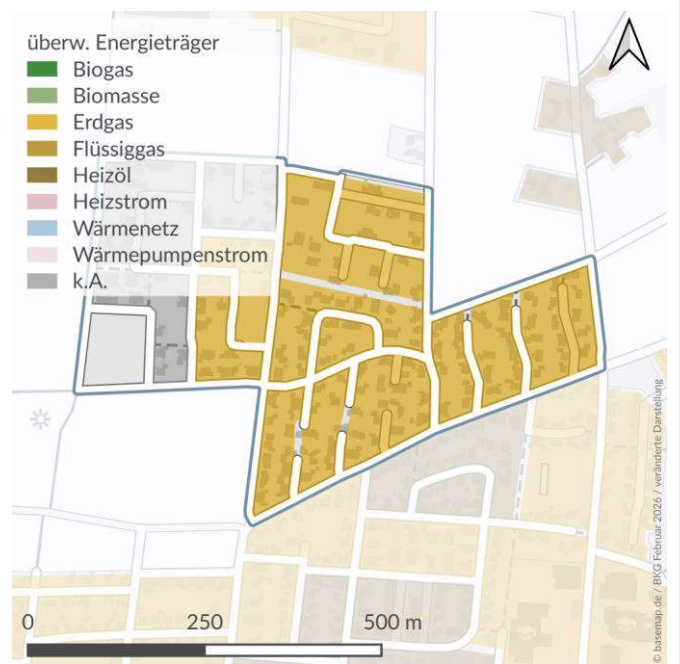 überw. Energieträger
Biogas
Biomasse
Erdgas
Flüssiggas
Heizöl
Heizstrom
Wärmenetz
Wärmepumpenstrom
k.A.
0 250 500 m
© basemap.de / BKG Februar 2026 / veränderte Darstellung